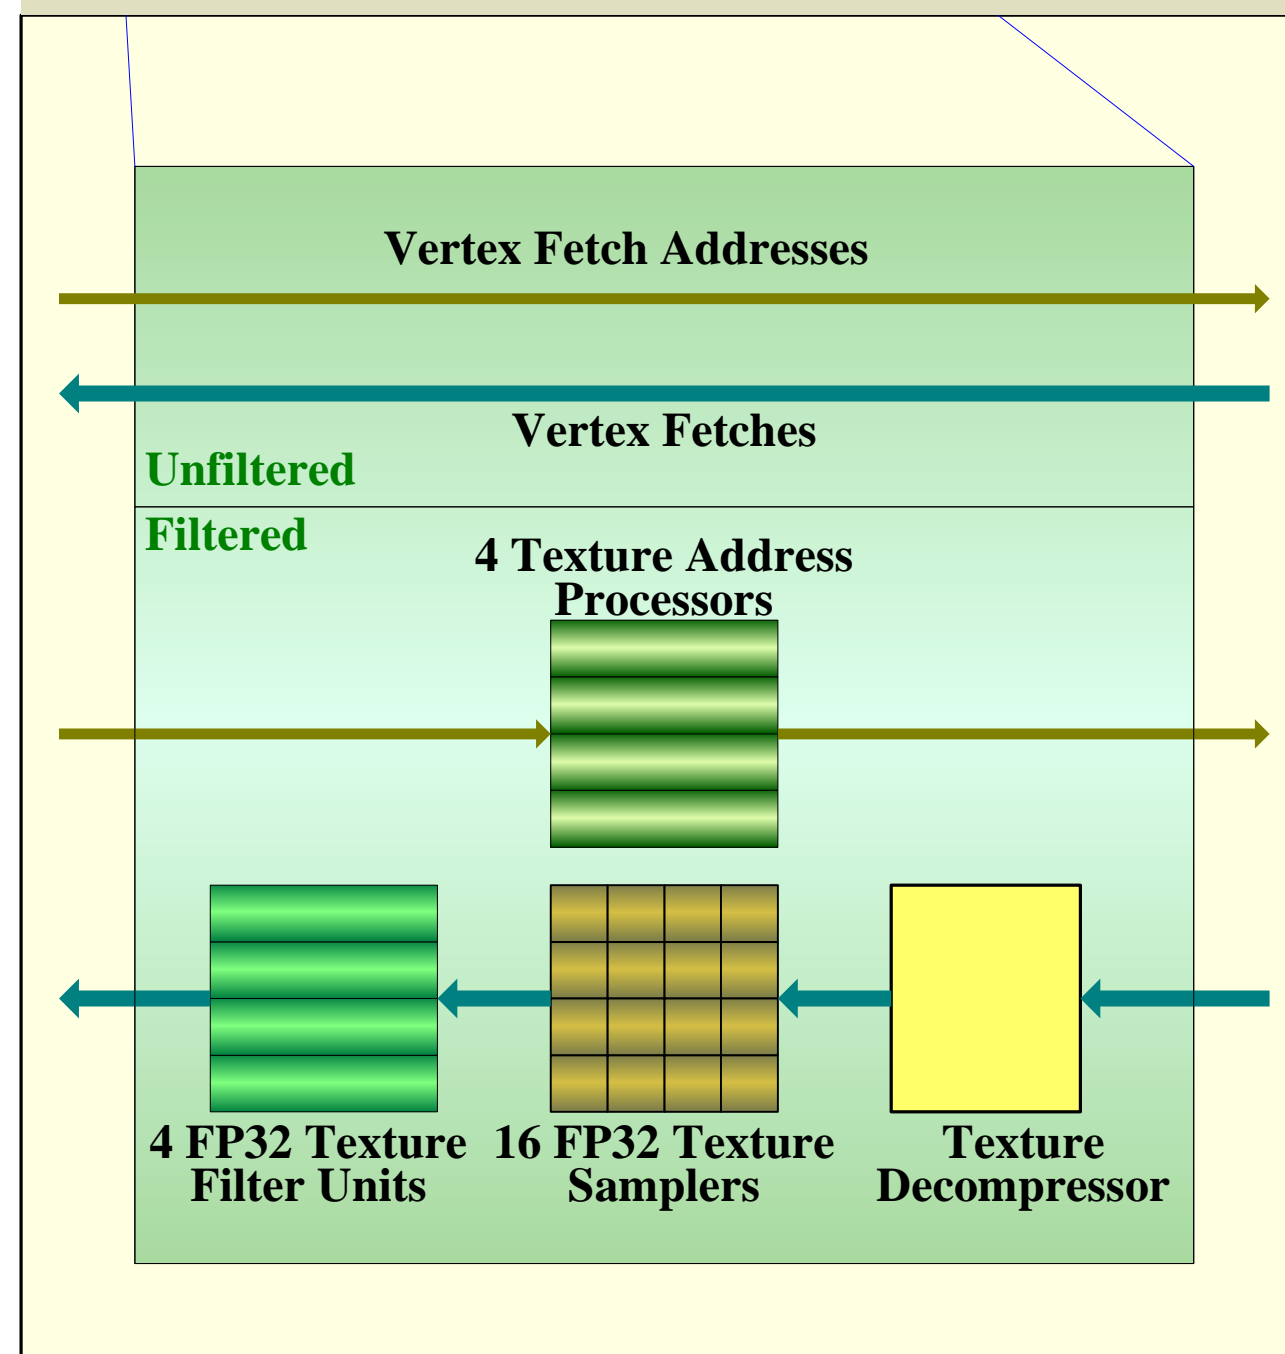 Vertex Fetch Addresses
Vertex Fetches
Unfiltered
Filtered
4 Texture Address
Processors
4 FP32 Texture
Filter Units
16 FP32 Texture
Samplers
Texture
Decompressor